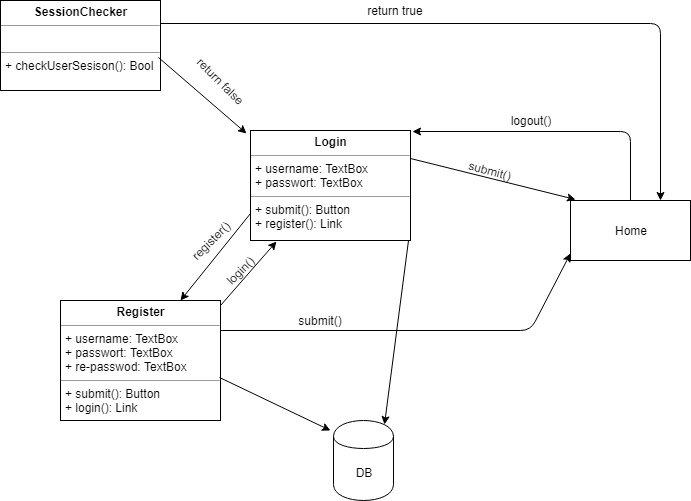 SessionChecker
return true
+ checkUserSesison(): Bool
return false
logout()
Login
+ username: TextBox
+ passwort: TextBox
submit()
+ submit(): Button
+ register(): Link
Home
register()
login()
Register
+ username: TextBox
+ passwort: TextBox
+ re-passwod: TextBox
submit()
+ submit(): Button
+ login(): Link
DB